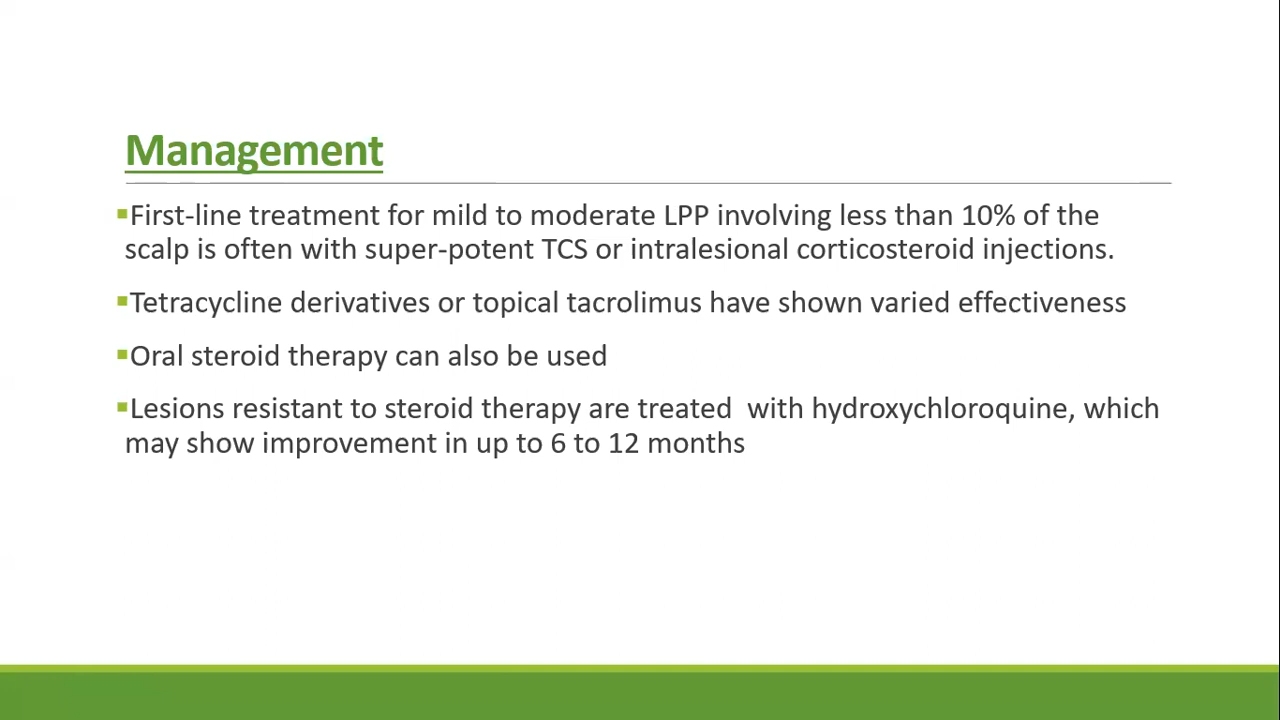 Management
▪First-line treatment for mild to moderate LPP involving less than 10% of the
scalp is often with super-potent TCS or intralesional corticosteroid injections.
▪Tetracycline derivatives or topical tacrolimus have shown varied effectiveness
▪Oral steroid therapy can also be used
▪Lesions resistant to steroid therapy are treated  with hydroxychloroquine, which
may show improvement in up to 6 to 12 months